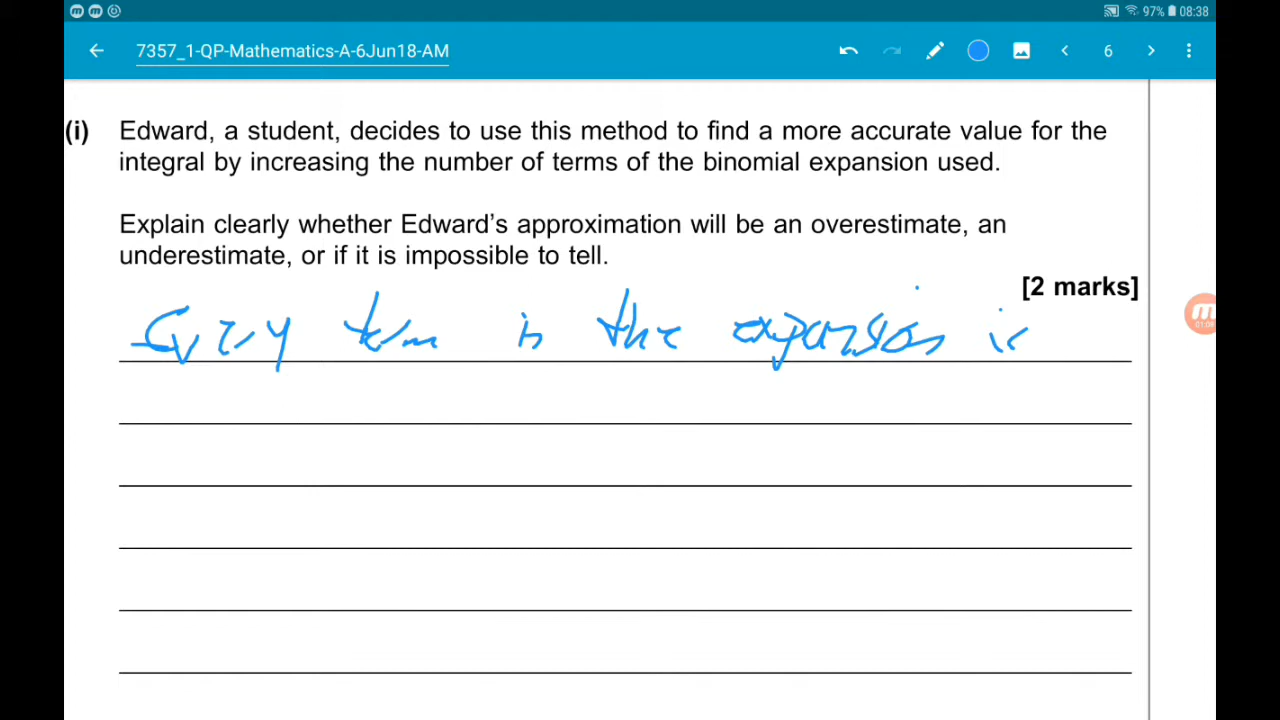 97% 08:38
7357_1-QP-Mathematics-A-6Jun18-AM
6
(i) Edward, a student, decides to use this method to find a more accurate value for the
integral by increasing the number of terms of the binomial expansion used.
Explain clearly whether Edward's approximation will be an overestimate, an
underestimate, or if it is impossible to tell.
[2 marks]
Every term in the expansion is